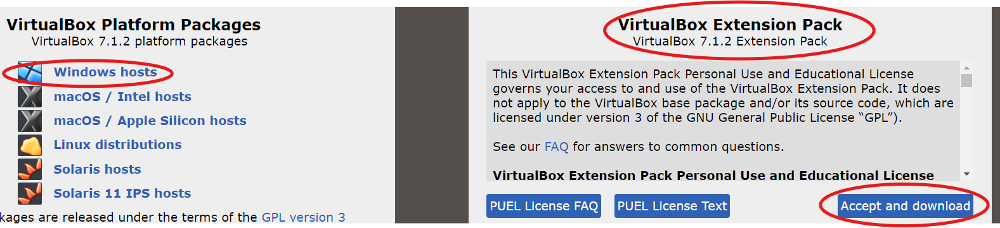 VirtualBox Platform Packages
VirtualBox 7.1.2 platform packages
Windows hosts
macOS / Intel hosts
macOS / Apple Silicon hosts
Linux distributions
Solaris hosts
Solaris 11 IPS hosts
kages are released under the terms of the GPL version 3
VirtualBox Extension Pack
VirtualBox 7.1.2 Extension Pack
This VirtualBox Extension Pack Personal Use and Educational License
governs your access to and use of the VirtualBox Extension Pack. It does
not apply to the VirtualBox base package and/or its source code, which are
licensed under version 3 of the GNU General Public License “GPL”).
See our FAQ for answers to common questions.
VirtualBox Extension Pack Personal Use and Educational License
PUEL License FAQ PUEL License Text Accept and download